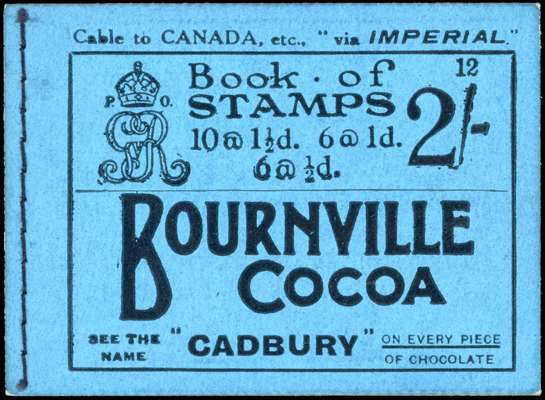 Cable to CANADA, etc., "via IMPERIAL."
12
P. O.
GR
Book · of
STAMPS
2/-
10 @ 1½d. 6 @ 1d.
6 @ ½d.
BOURNVILLE
COCOA
SEE THE NAME "CADBURY" ON EVERY PIECE OF CHOCOLATE